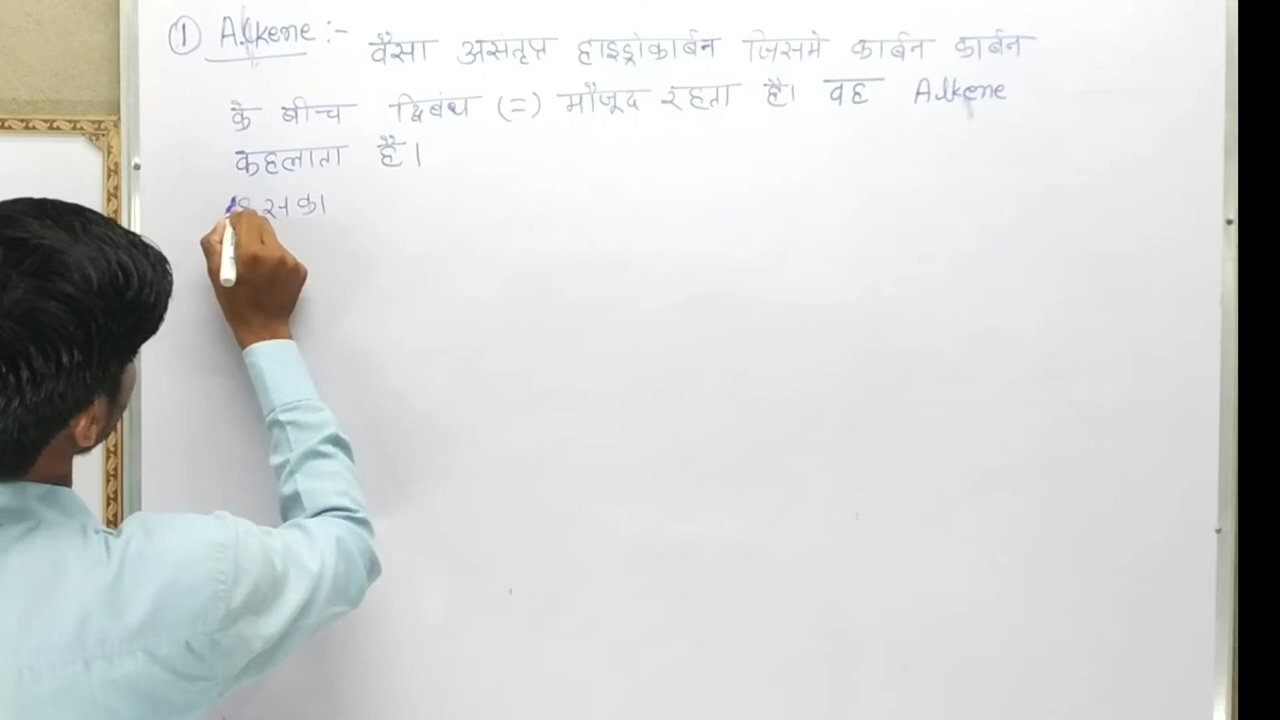 ① Alkene :- वैसा असंतृप्त हाइड्रोकार्बन जिसमे कार्बन कार्बन
के बीच द्विबंध (=) मौजूद रहता है। वह Alkene
कहलाता है।
इसका